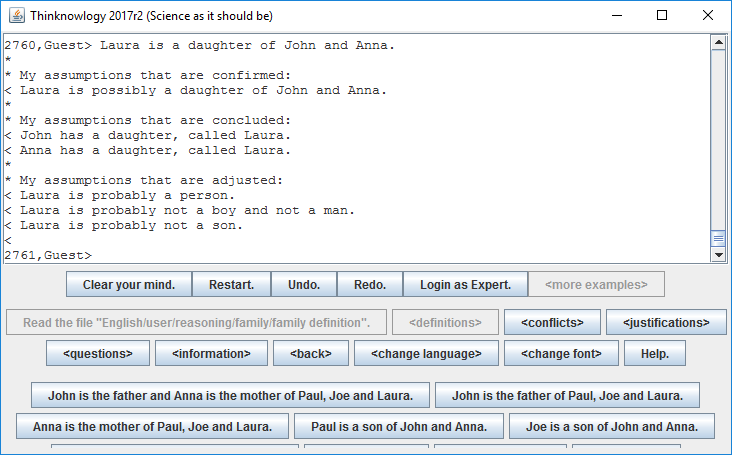 Thinknowlogy 2017r2 (Science as it should be)
2760,Guest> Laura is a daughter of John and Anna.
*
* My assumptions that are confirmed:
< Laura is possibly a daughter of John and Anna.
*
* My assumptions that are concluded:
< John has a daughter, called Laura.
< Anna has a daughter, called Laura.
*
* My assumptions that are adjusted:
< Laura is probably a person.
< Laura is probably not a boy and not a man.
< Laura is probably not a son.
<
2761,Guest>
Clear your mind. Restart. Undo. Redo. Login as Expert. <more examples>
Read the file "English/user/reasoning/family/family definition". <definitions> <conflicts> <justifications>
<questions> <information> <back> <change language> <change font> Help.
John is the father and Anna is the mother of Paul, Joe and Laura. John is the father of Paul, Joe and Laura.
Anna is the mother of Paul, Joe and Laura. Paul is a son of John and Anna. Joe is a son of John and Anna.